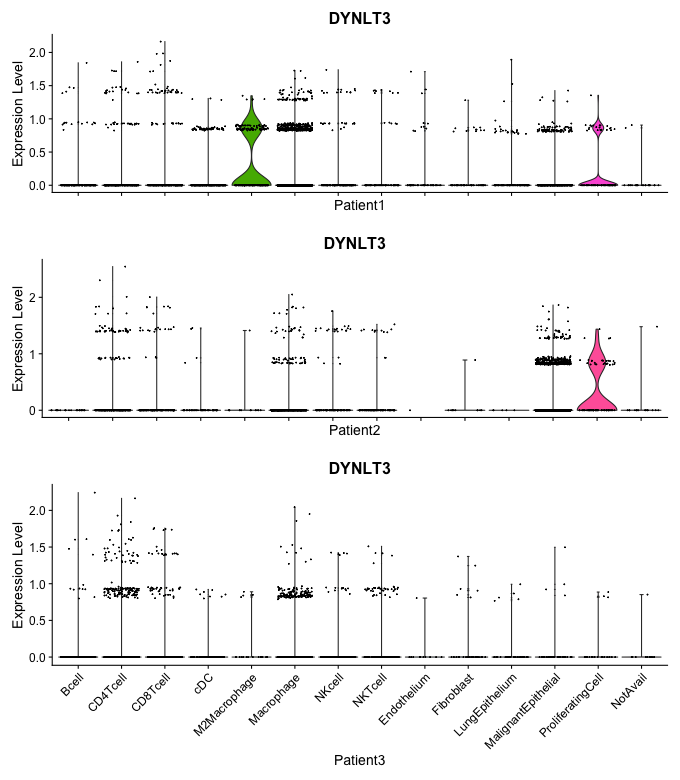 DYNLT3
Expression Level
2.0
1.5
1.0
0.5
0.0
Patient1
DYNLT3
Expression Level
2
1
0
Patient2
DYNLT3
Expression Level
2.0
1.5
1.0
0.5
0.0
Bcell
CD4Tcell
CD8Tcell
cDC
M2Macrophage
Macrophage
NKcell
NKTcell
Endothelium
Fibroblast
LungEpithelium
MalignantEpithelial
ProliferatingCell
NotAvail
Patient3